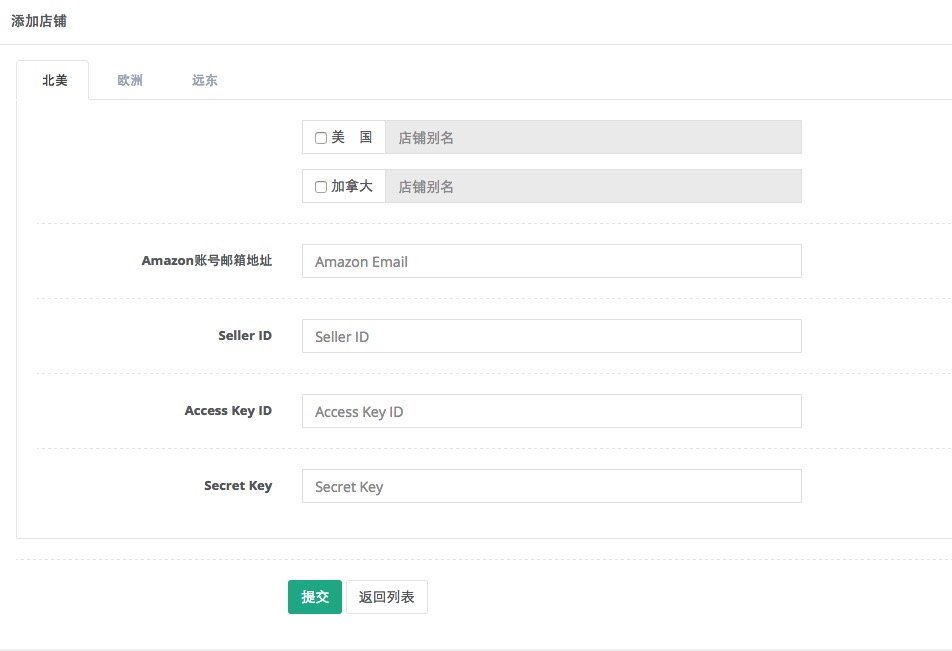 添加店铺
北美 欧洲 远东
美 国 店铺别名
加拿大 店铺别名
Amazon账号邮箱地址 Amazon Email
Seller ID Seller ID
Access Key ID Access Key ID
Secret Key Secret Key
提交 返回列表